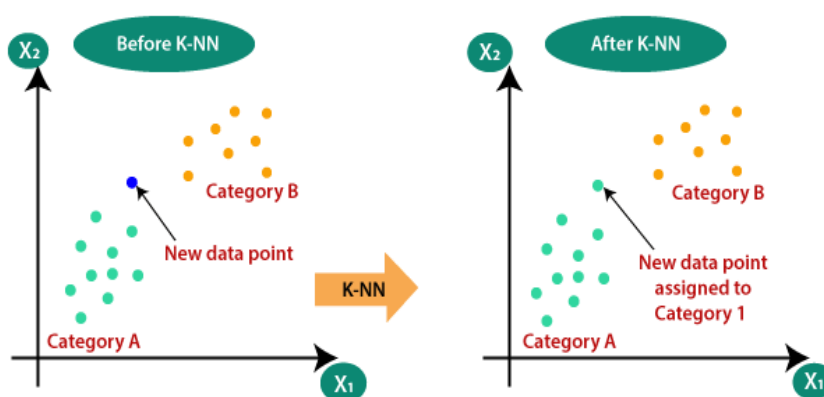 Before K-NN
X₂
Category B
New data point
Category A
X₁
K-NN
After K-NN
X₂
Category B
New data point
assigned to
Category 1
Category A
X₁